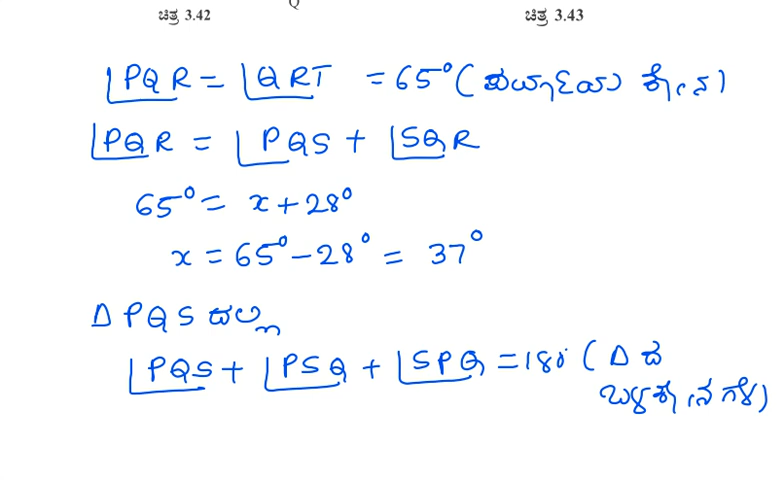 ಚಿತ್ರ 3.42 Q ಚಿತ್ರ 3.43
∠PQR = ∠QRT = 65° (ಪರ್ಯಾಯ ಕೋನ)
∠PQR = ∠PQS + ∠SQR
65° = x + 28°
x = 65° - 28° = 37°
Δ PQS ದಲ್ಲಿ
∠PQS + ∠PSQ + ∠SPQ = 180° (Δ ದ
ಒಳಕೋನಗಳು)